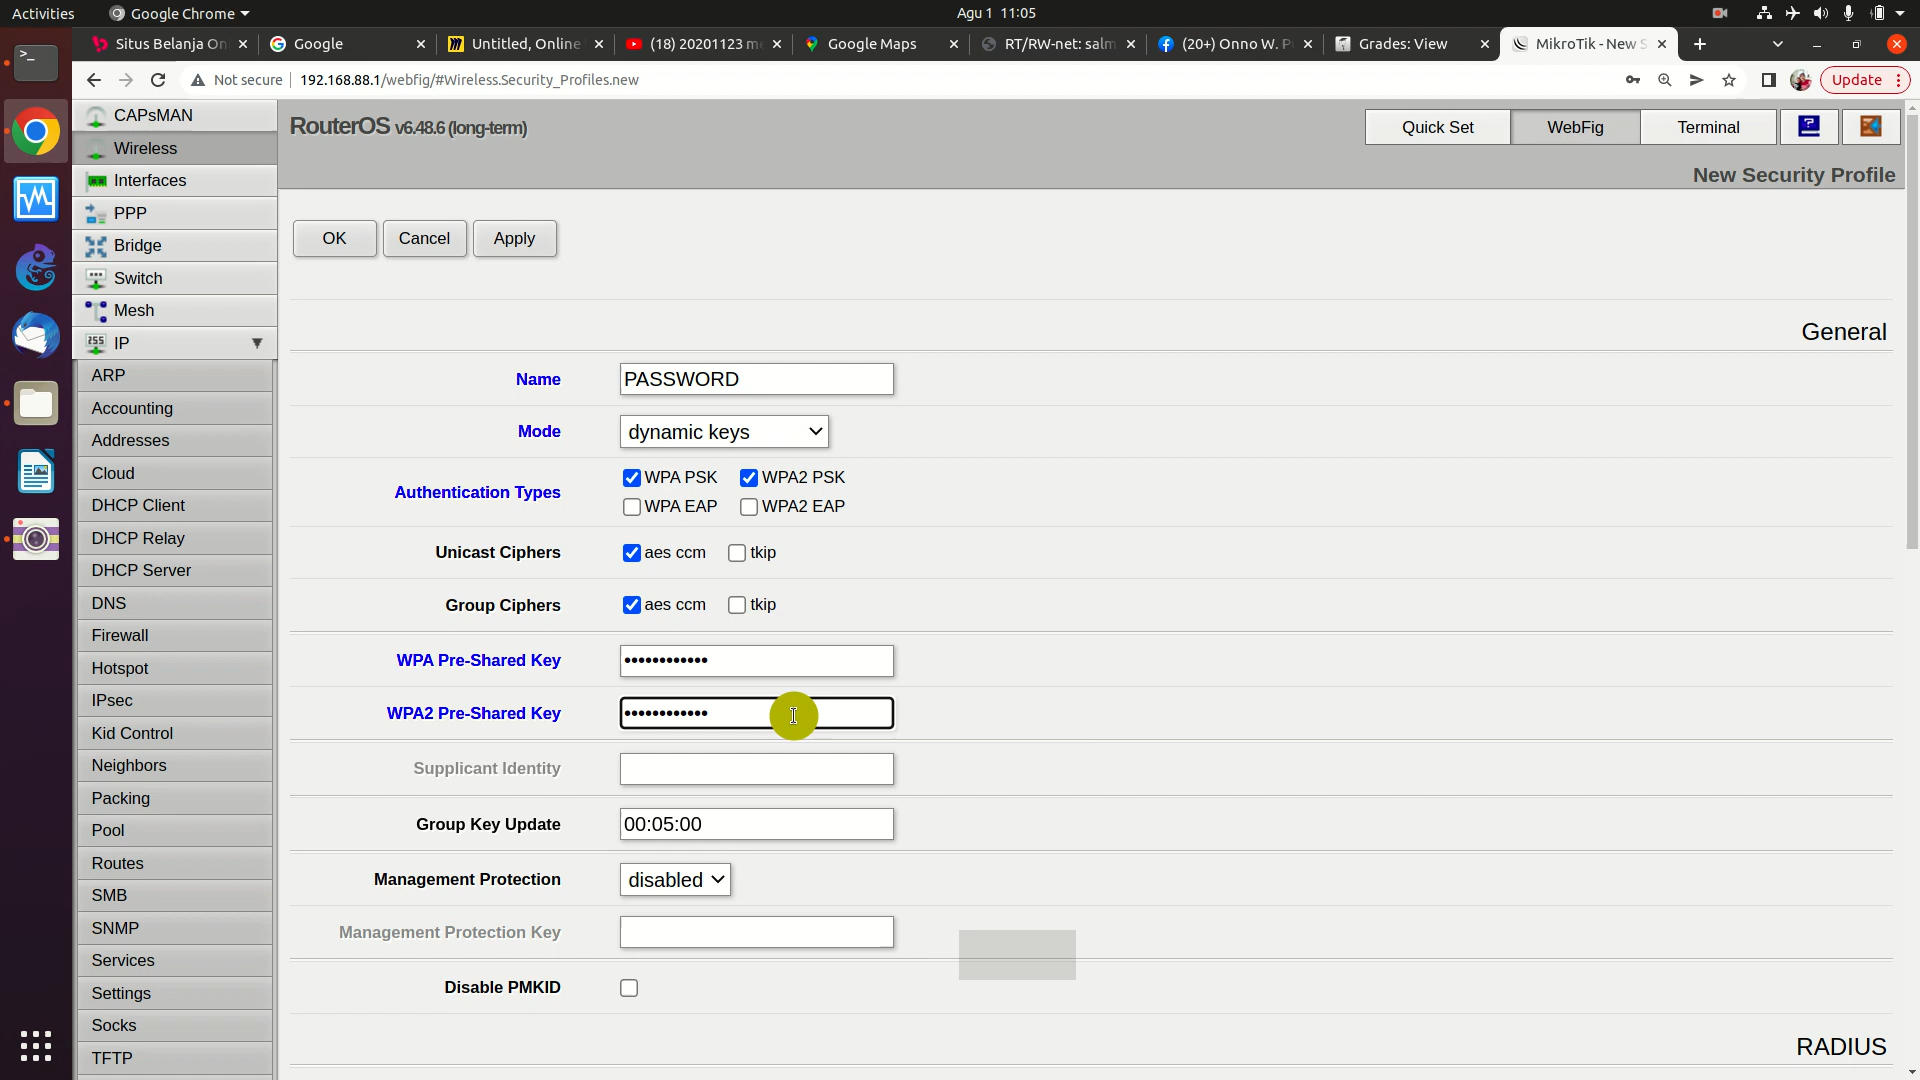 Activities Google Chrome Agu 1 11:05
Situs Belanja On Google Untitled, Online (18) 20201123 m Google Maps RT/RW-net: salm (20+) Onno W. P Grades: View MikroTik - New S
Not secure 192.168.88.1/webfig/#Wireless.Security_Profiles.new Update
CAPsMAN
Wireless
Interfaces
PPP
Bridge
Switch
Mesh
IP
ARP
Accounting
Addresses
Cloud
DHCP Client
DHCP Relay
DHCP Server
DNS
Firewall
Hotspot
IPsec
Kid Control
Neighbors
Packing
Pool
Routes
SMB
SNMP
Services
Settings
Socks
TFTP
RouterOS v6.48.6 (long-term)
Quick Set WebFig Terminal
New Security Profile
OK Cancel Apply
General
Name PASSWORD
Mode dynamic keys
Authentication Types WPA PSK WPA2 PSK
WPA EAP WPA2 EAP
Unicast Ciphers aes ccm tkip
Group Ciphers aes ccm tkip
WPA Pre-Shared Key ••••••••••••
WPA2 Pre-Shared Key ••••••••••••
Supplicant Identity
Group Key Update 00:05:00
Management Protection disabled
Management Protection Key
Disable PMKID
RADIUS